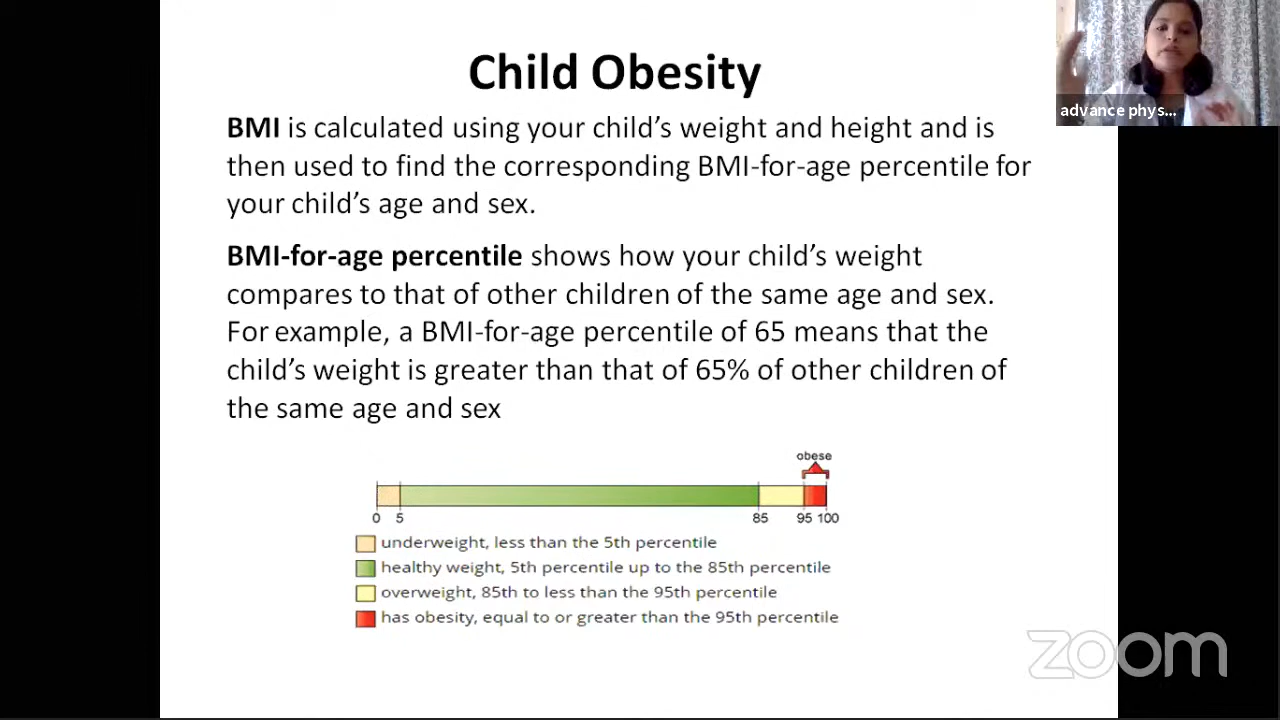 Child Obesity
BMI is calculated using your child's weight and height and is
then used to find the corresponding BMI-for-age percentile for
your child's age and sex.
BMI-for-age percentile shows how your child's weight
compares to that of other children of the same age and sex.
For example, a BMI-for-age percentile of 65 means that the
child's weight is greater than that of 65% of other children of
the same age and sex
obese
0 5 85 95 100
underweight, less than the 5th percentile
healthy weight, 5th percentile up to the 85th percentile
overweight, 85th to less than the 95th percentile
has obesity, equal to or greater than the 95th percentile
advance phys...
zoom